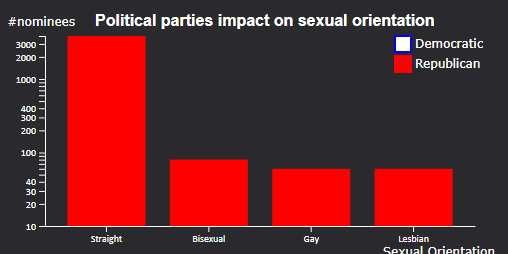 #nominees
Political parties impact on sexual orientation
Democratic
Republican
3000
2000
1000
400
300
200
100
40
30
20
10
Straight
Bisexual
Gay
Lesbian
Sexual Orientation